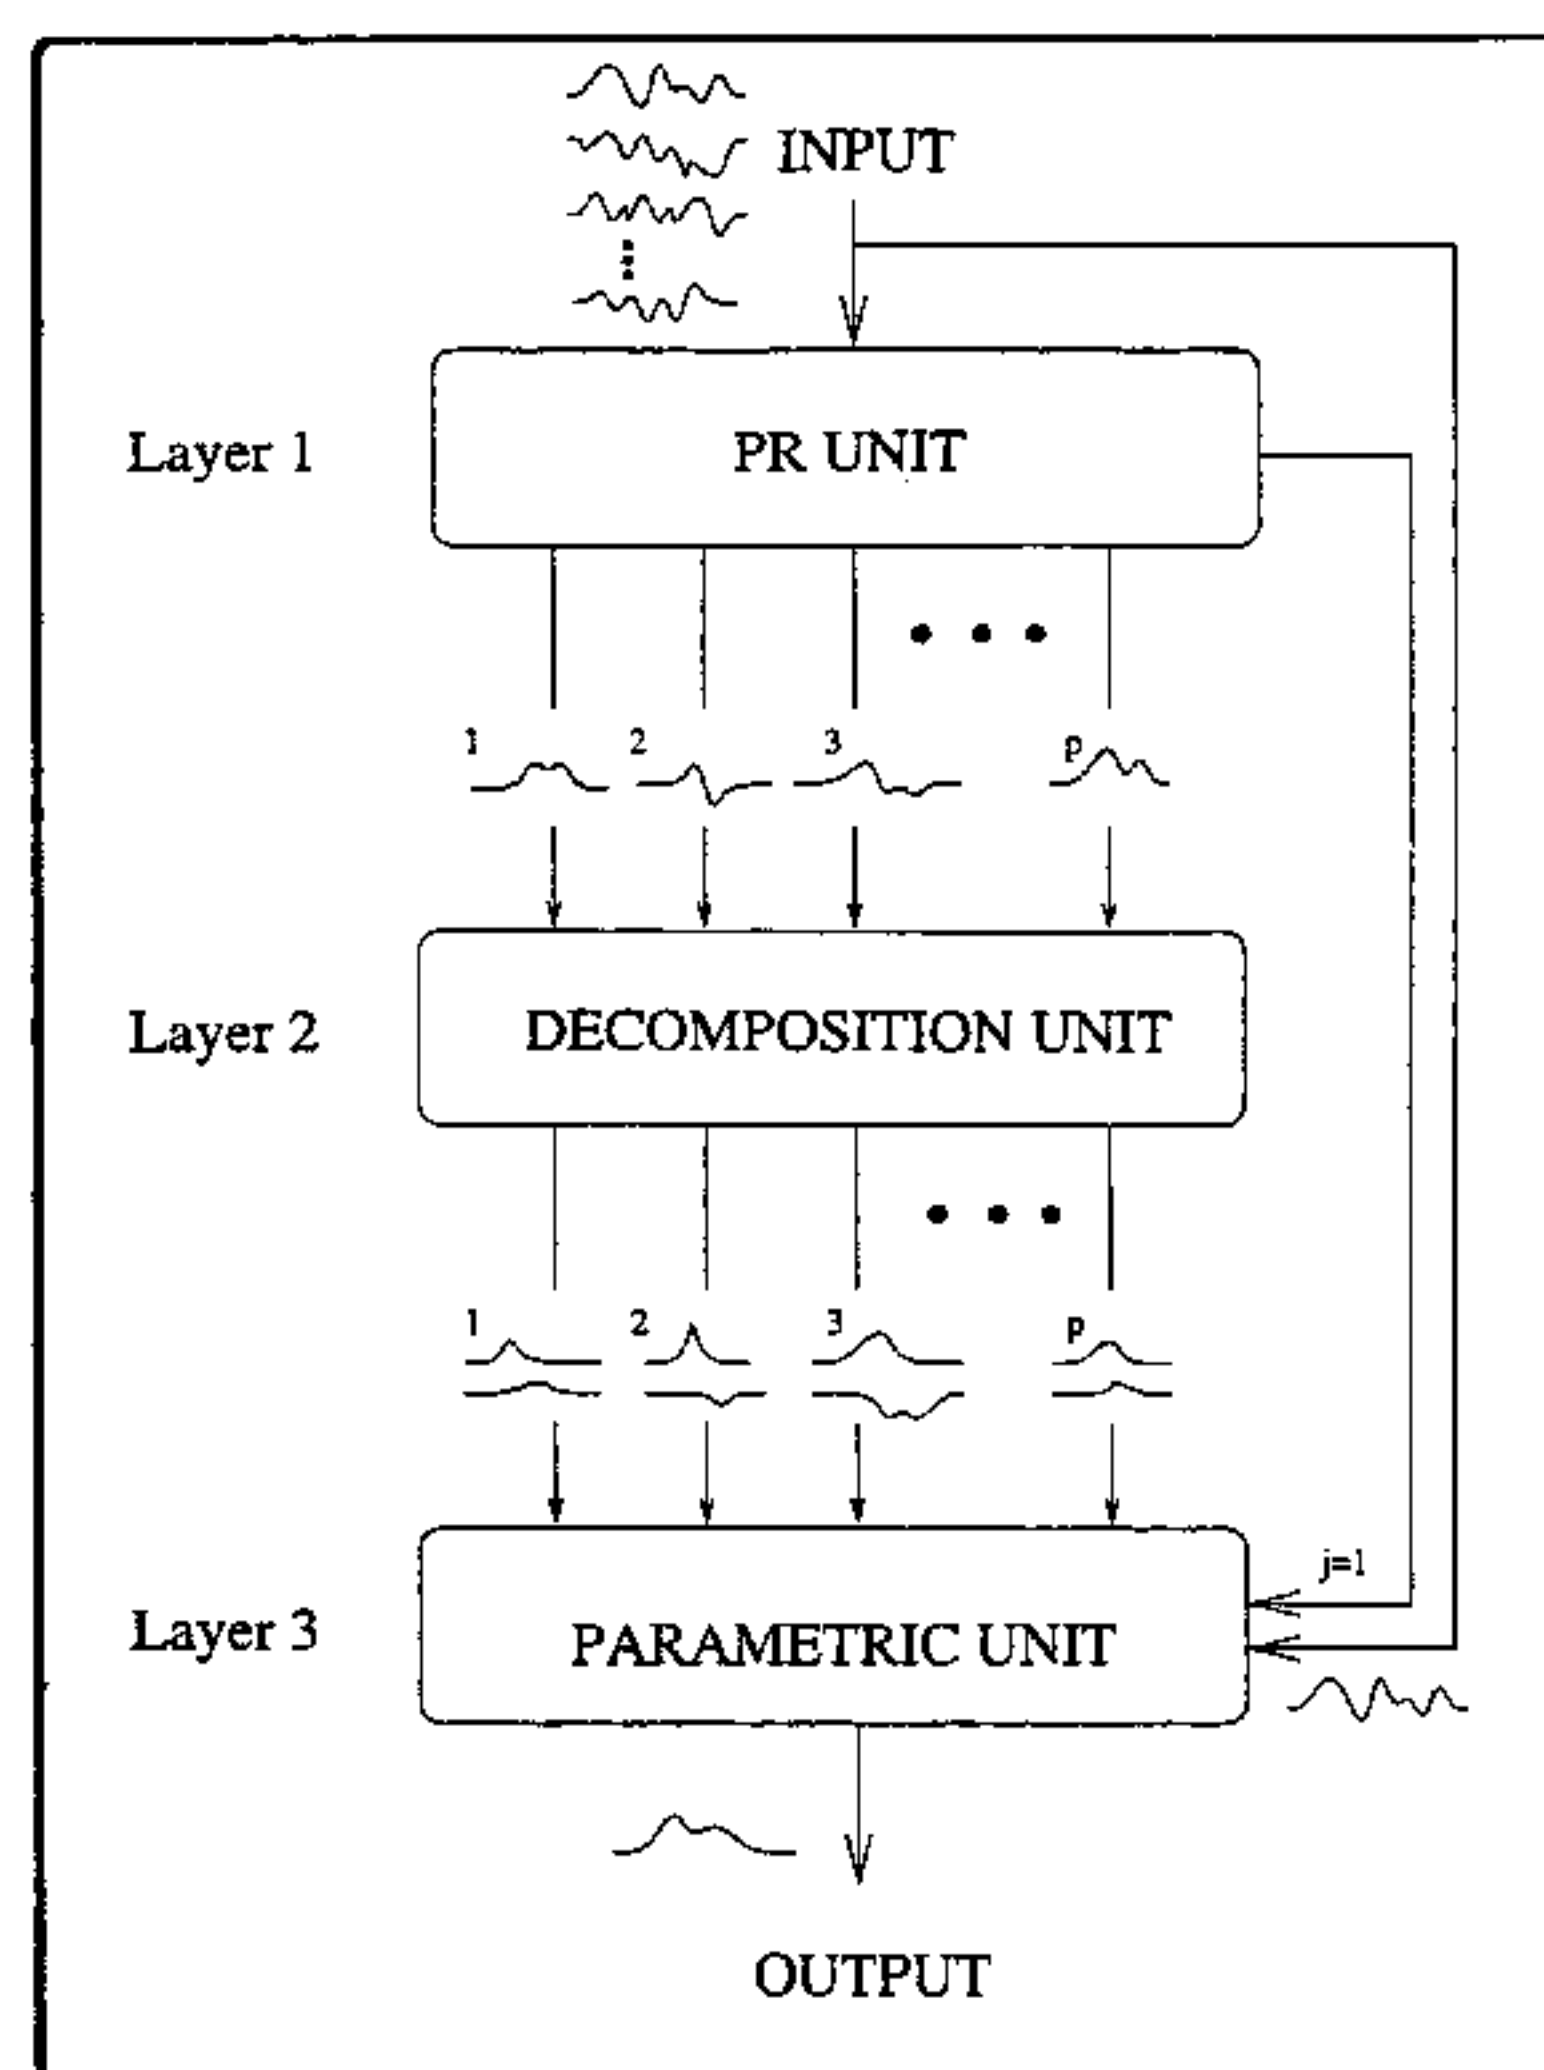 INPUT
Layer 1
PR UNIT
1 2 3 p
Layer 2
DECOMPOSITION UNIT
1 2 3 p
j=1
Layer 3
PARAMETRIC UNIT
OUTPUT